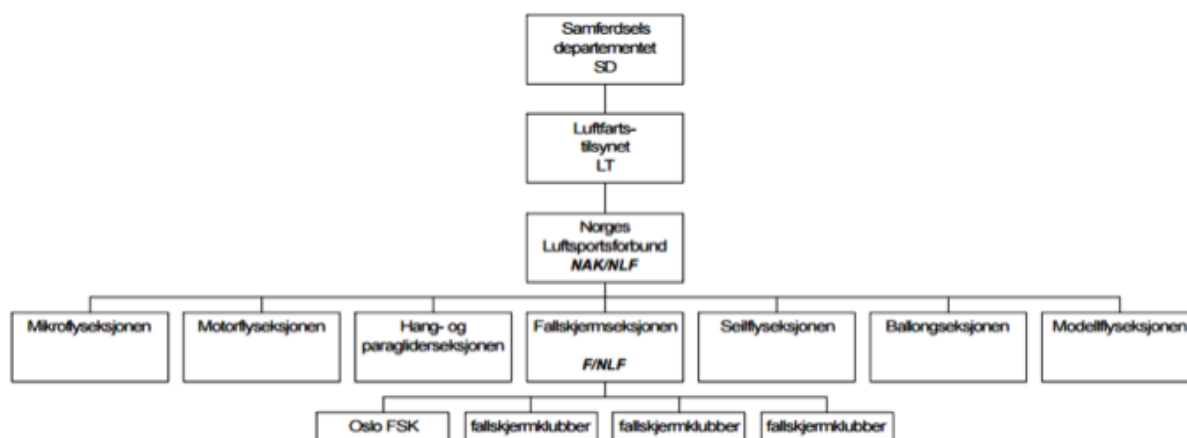 Samferdsels
departementet
SD
Luftfarts-
tilsynet
LT
Norges
Luftsportsforbund
NAK/NLF
Mikroflyseksjonen
Motorflyseksjonen
Hang- og
paragliderseksjonen
Fallskjermseksjonen
F/NLF
Seilflyseksjonen
Ballongseksjonen
Modellflyseksjonen
Oslo FSK
fallskjermklubber
fallskjermklubber
fallskjermklubber